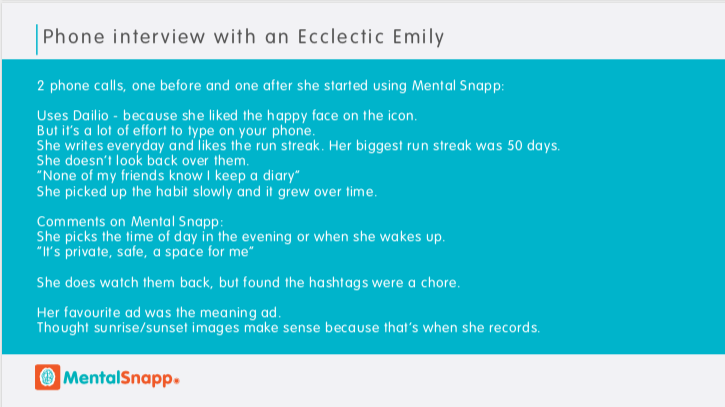 Phone interview with an Ecclectic Emily
2 phone calls, one before and one after she started using Mental Snapp:
Uses Dailio - because she liked the happy face on the icon.
But it's a lot of effort to type on your phone.
She writes everyday and likes the run streak. Her biggest run streak was 50 days.
She doesn't look back over them.
"None of my friends know I keep a diary"
She picked up the habit slowly and it grew over time.
Comments on Mental Snapp:
She picks the time of day in the evening or when she wakes up.
"It's private, safe, a space for me"
She does watch them back, but found the hashtags were a chore.
Her favourite ad was the meaning ad.
Thought sunrise/sunset images make sense because that's when she records.
MentalSnapp